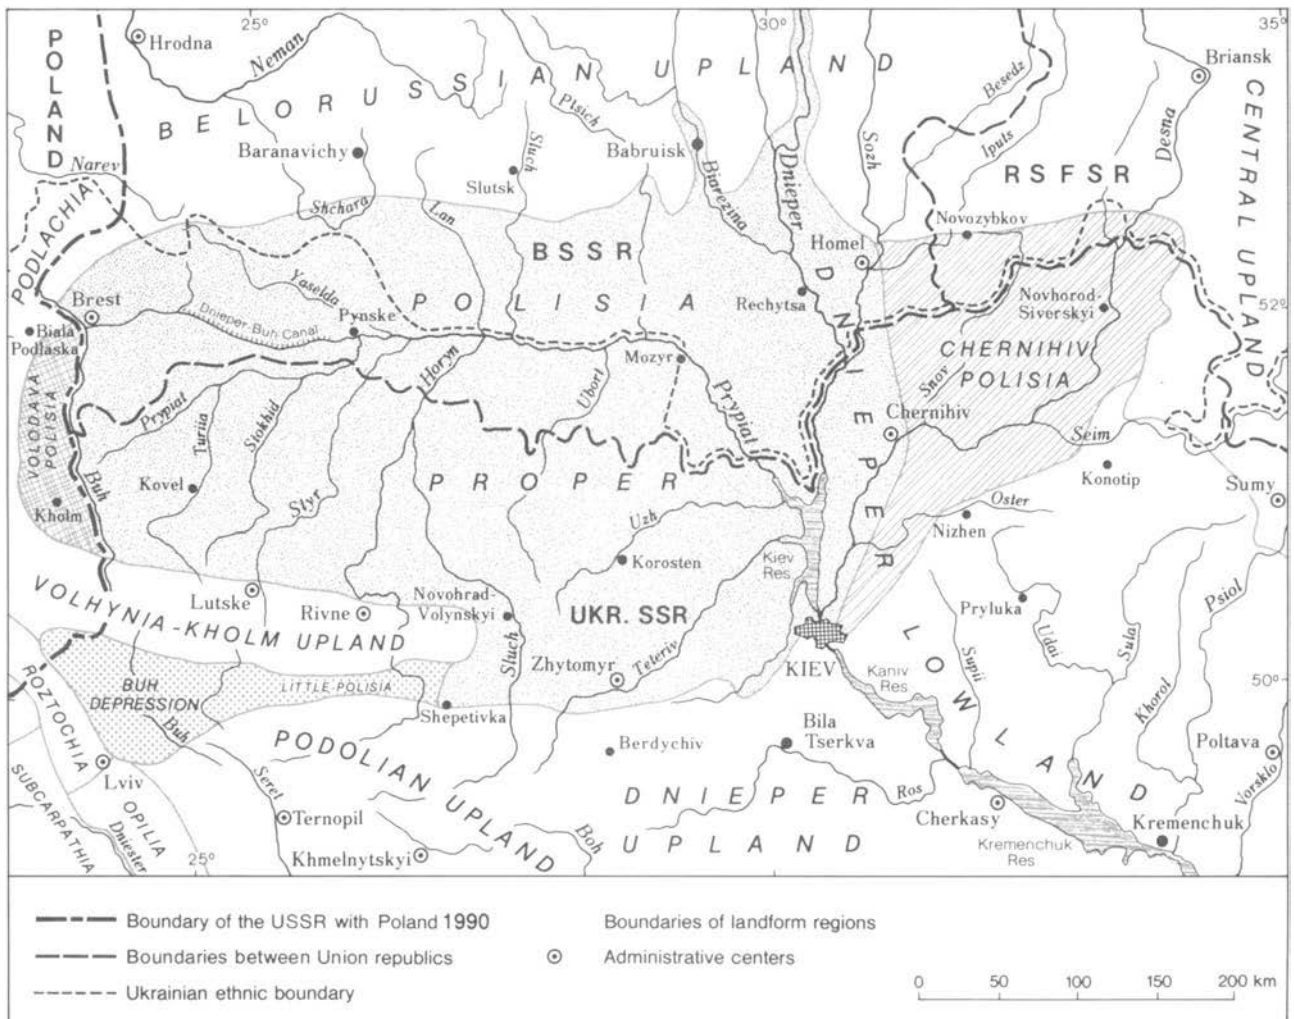 25°
30°
35°
POLAND
Hrodna
Neman
BELORUSSIAN UPLAND
Plsich
Sluch
Besedz
Ipuls
Briansk
Desna
CENTRAL UPLAND
Baranavichy
Babruisk
Biarezina
Dnieper
Sozh
Narev
Slutsk
RSFSR
PODLACHIA
Shchara
Lan
Novozybkov
BSSR
Homel
Yaselda
POLISIA
Rechytsa
Novhorod-
Siverskyi
52°
Brest
Dnieper Buh Canal
Pynske
Biala
Podlaska
Horyn
Mozyr
CHERNIHIV
POLISIA
Snov
DNIEPER
VOLODAVA
POLISIA
Prypiat
Turiia
Stokhid
Ubort
Prypiat
Chernihiv
Seim
Kovel
Styr
PROPER
Konotip
Sumy
Buh
Kholm
Uzh
Oster
Nizhen
Korosten
Kiev
Res
VOLHYNIA-KHOLM UPLAND
Lutske
Rivne
Novohrad-
Volynskyi
UKR. SSR
Pryluka
Psiol
Sluch
Teteriv
Udai
Sula
Zhytomyr
KIEV
LOWLAND
Supii
Kaniv
Res
Khorol
50°
BUH
DEPRESSION
LITTLE POLISIA
ROZTOCHIA
Buh
Shepetivka
PODOLIAN UPLAND
Berdychiv
Bila
Tserkva
Poltava
Lviv
SUBCARPATHIA
OPILIA
Dniester
Seret
Ternopil
DNIEPER
UPLAND
Ros
Cherkasy
Vorsklo
Kremenchuk
25°
Khmelnytskyi
Boh
Kremenchuk
Res
Boundary of the USSR with Poland 1990
Boundaries of landform regions
Boundaries between Union republics
Administrative centers
Ukrainian ethnic boundary
0 50 100 150 200 km